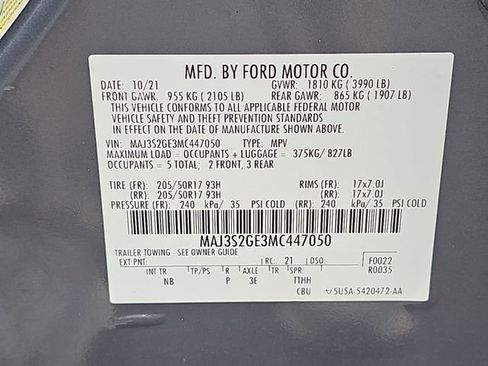 MFD. BY FORD MOTOR CO.
DATE: 10/21 GVWR: 1810 KG ( 3990 LB)
FRONT GAWR: 955 KG ( 2105 LB) REAR GAWR: 865 KG ( 1907 LB)
THIS VEHICLE CONFORMS TO ALL APPLICABLE FEDERAL MOTOR
VEHICLE SAFETY AND THEFT PREVENTION STANDARDS
IN EFFECT ON THE DATE OF MANUFACTURE SHOWN ABOVE.
VIN: MAJ3S2GE3MC447050 TYPE: MPV
MAXIMUM LOAD = OCCUPANTS + LUGGAGE = 375KG/ 827LB
OCCUPANTS = 5 TOTAL; 2 FRONT, 3 REAR
TIRE (FR): 205/50R17 93H RIMS (FR): 17x7.0J
(RR): 205/50R17 93H (RR): 17x7.0J
PRESSURE (FR): 240 kPa/ 35 PSI COLD (RR): 240 kPa/ 35 PSI COLD
MAJ3S2GE3MC447050
TRAILER TOWING - SEE OWNER GUIDE
EXT PNT: RC: 21 DSO: F0022
R0035
INT TR TP/PS R AXLE TR SPR
NB P 3E TTHH
CBU ▽5U5A-5420472-AA